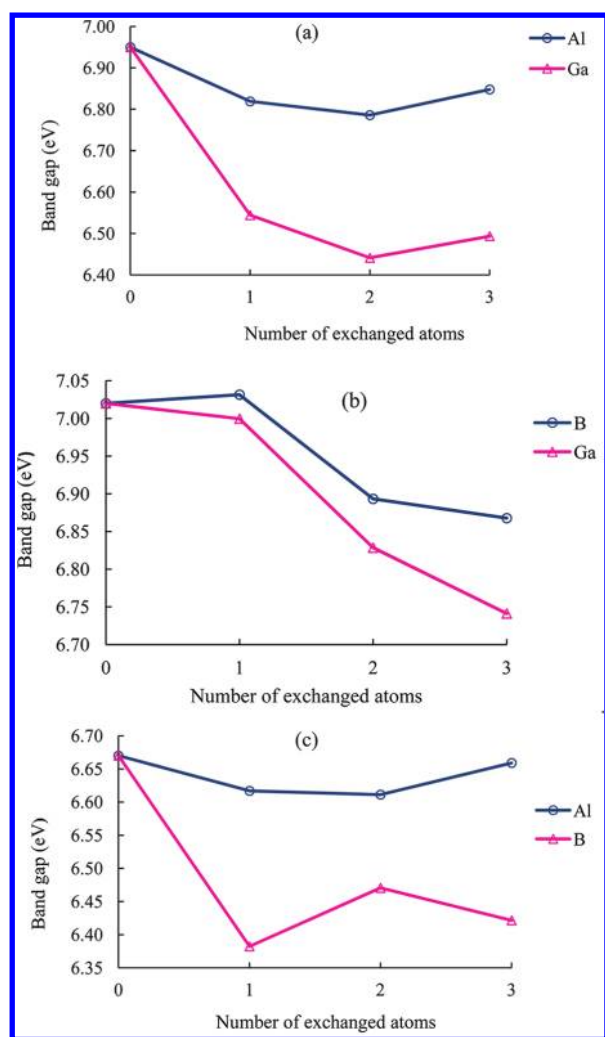 (a)
7.00
6.95
6.90
6.80
6.70
6.60
6.50
6.40
Band gap (eV)
0 1 2 3
Number of exchanged atoms
Al
Ga
(b)
7.05
7.00
6.95
6.90
6.85
6.80
6.75
6.70
Band gap (eV)
0 1 2 3
Number of exchanged atoms
B
Ga
(c)
6.70
6.65
6.60
6.55
6.50
6.45
6.40
6.35
Band gap (eV)
0 1 2 3
Number of exchanged atoms
Al
B